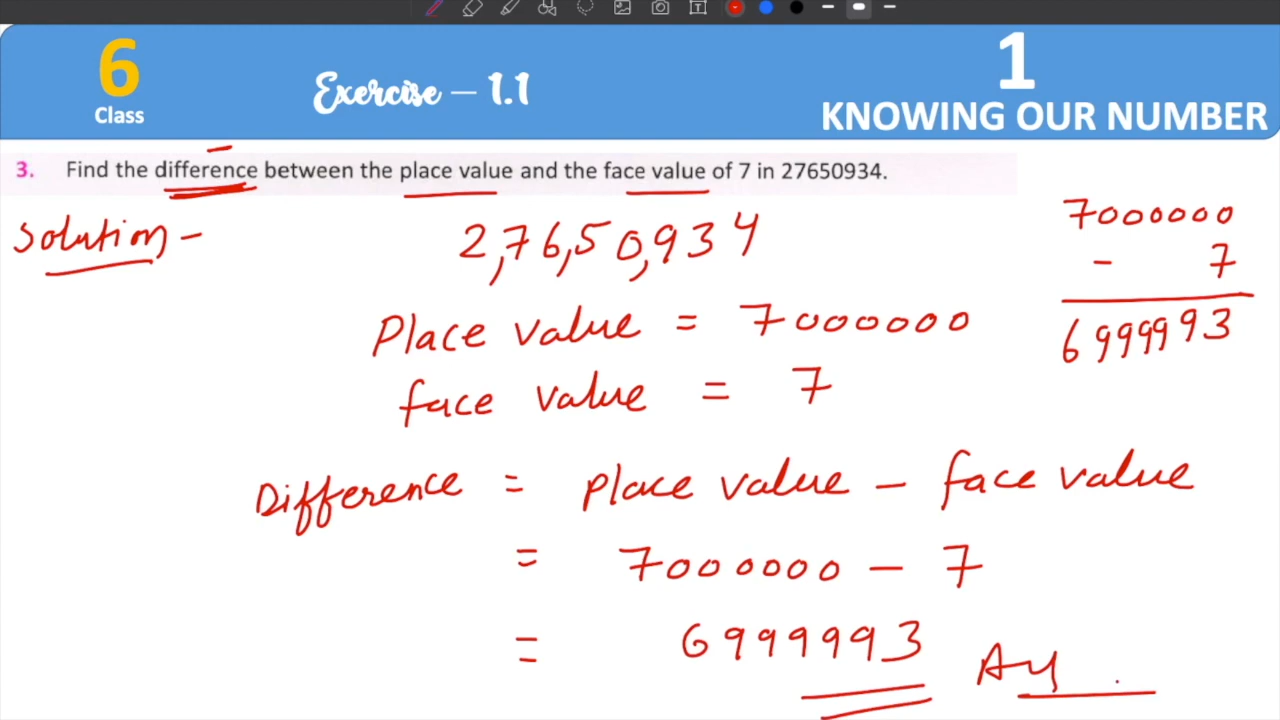 6
Class
Exercise – 1.1
1
KNOWING OUR NUMBER
3. Find the difference between the place value and the face value of 7 in 27650934.
Solution -
2,76,50,934
Place value = 7000000
face value = 7
Difference = place value - face value
= 7000000 - 7
= 6999993
7000000
- 7
6999993